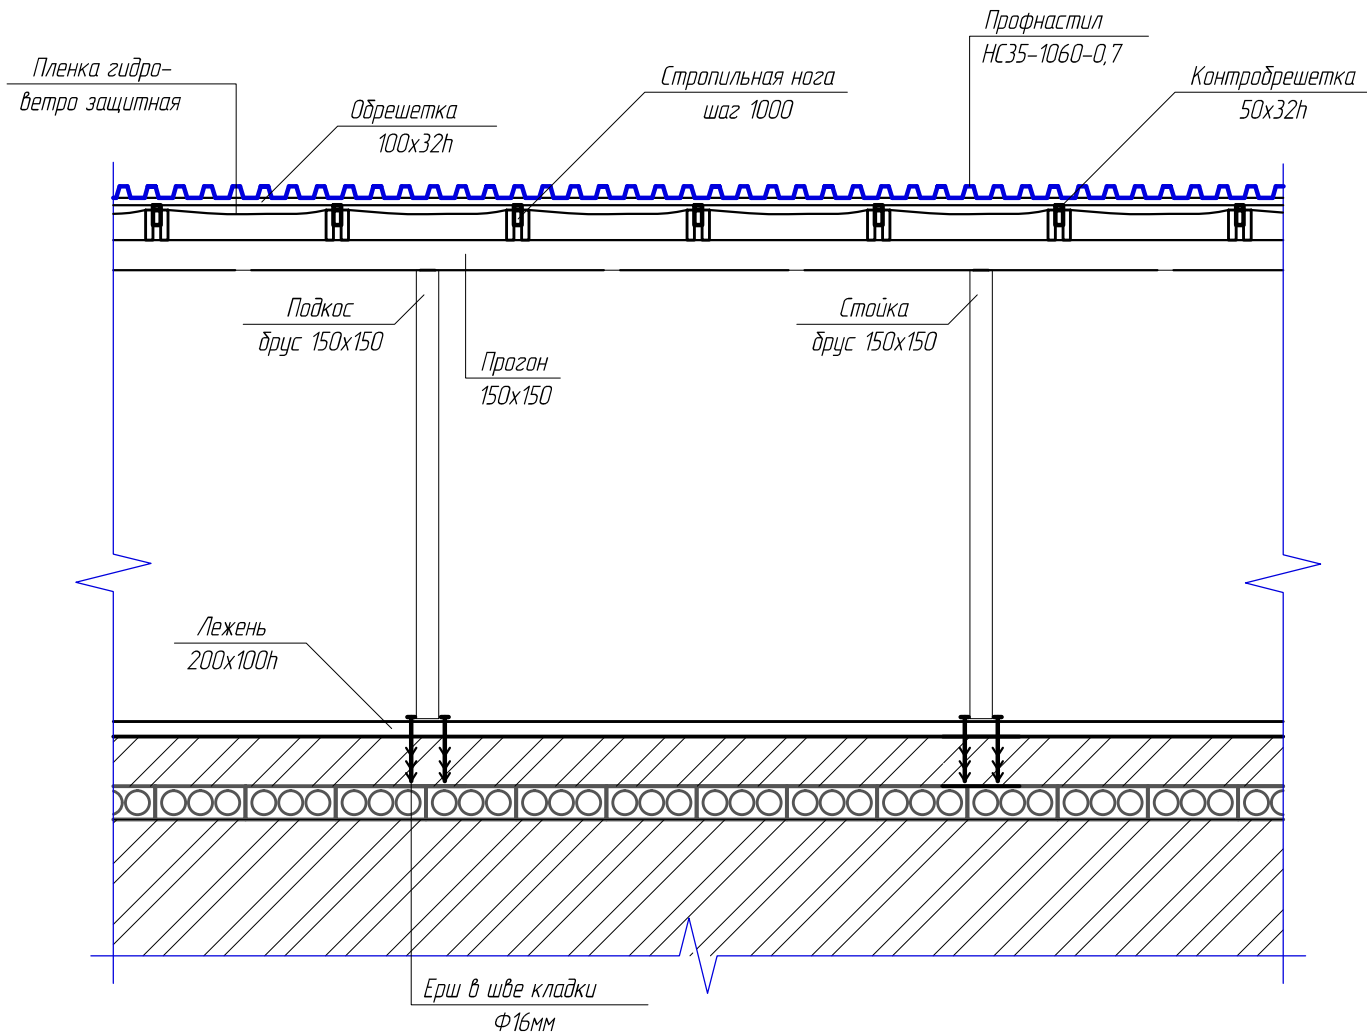 Профнастил
НС35-1060-0,7
Пленка гидро-
ветро защитная
Стропильная нога
шаг 1000
Контробрешетка
50х32h
Обрешетка
100х32h
Подкос
брус 150х150
Стойка
брус 150х150
Прогон
150х150
Лежень
200х100h
Ерш в шве кладки
Ф16мм